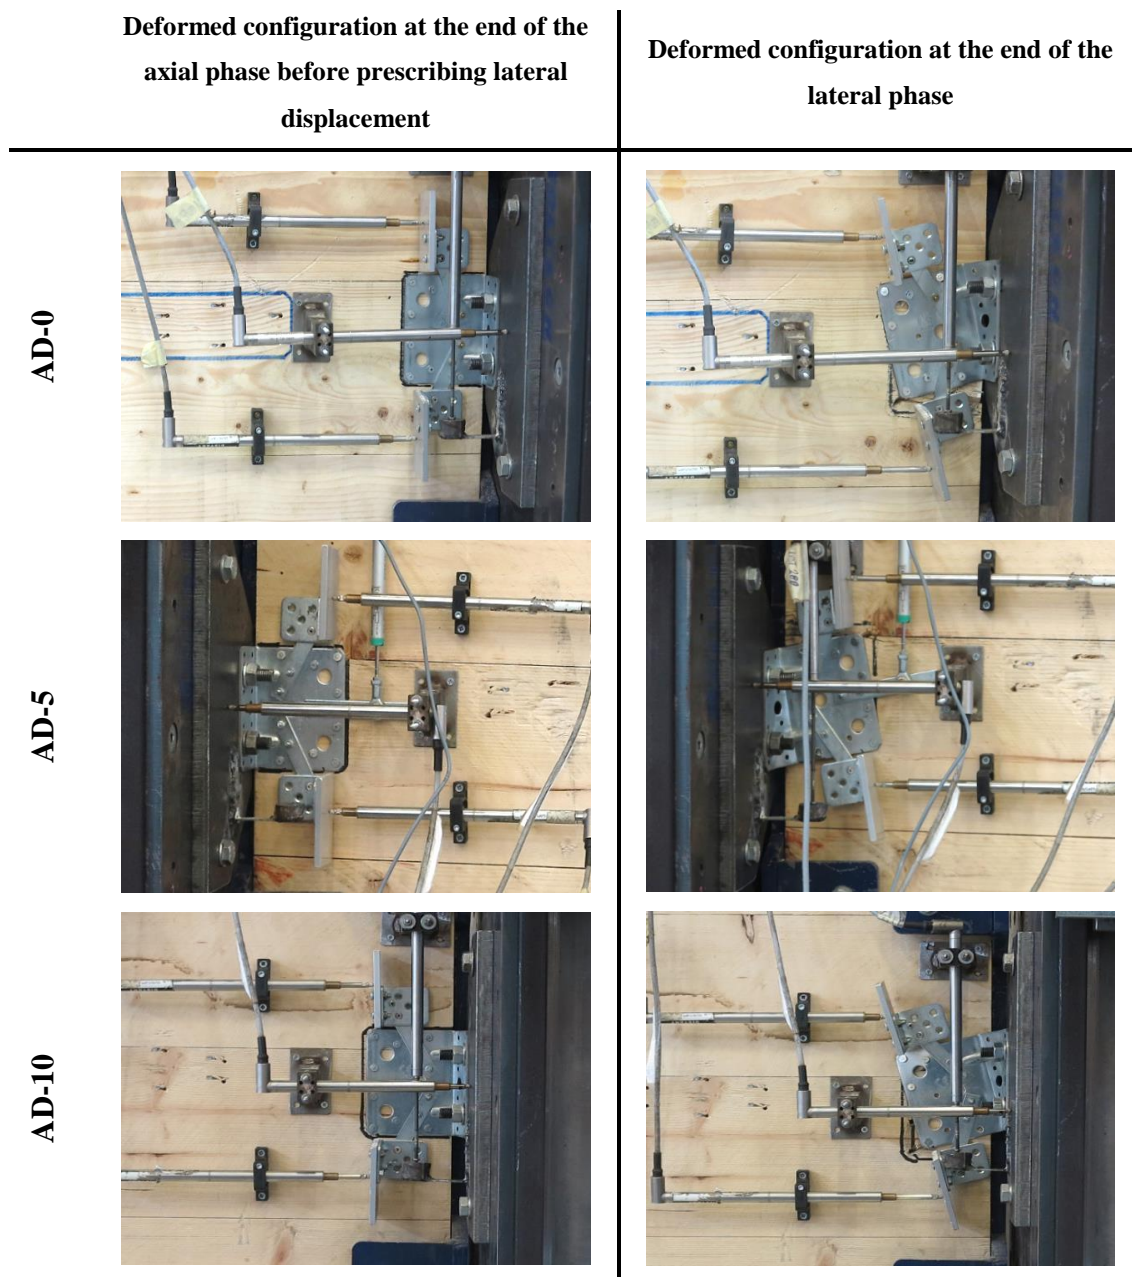 Deformed configuration at the end of the
axial phase before prescribing lateral
displacement
Deformed configuration at the end of the
lateral phase
AD-0
AD-5
AD-10